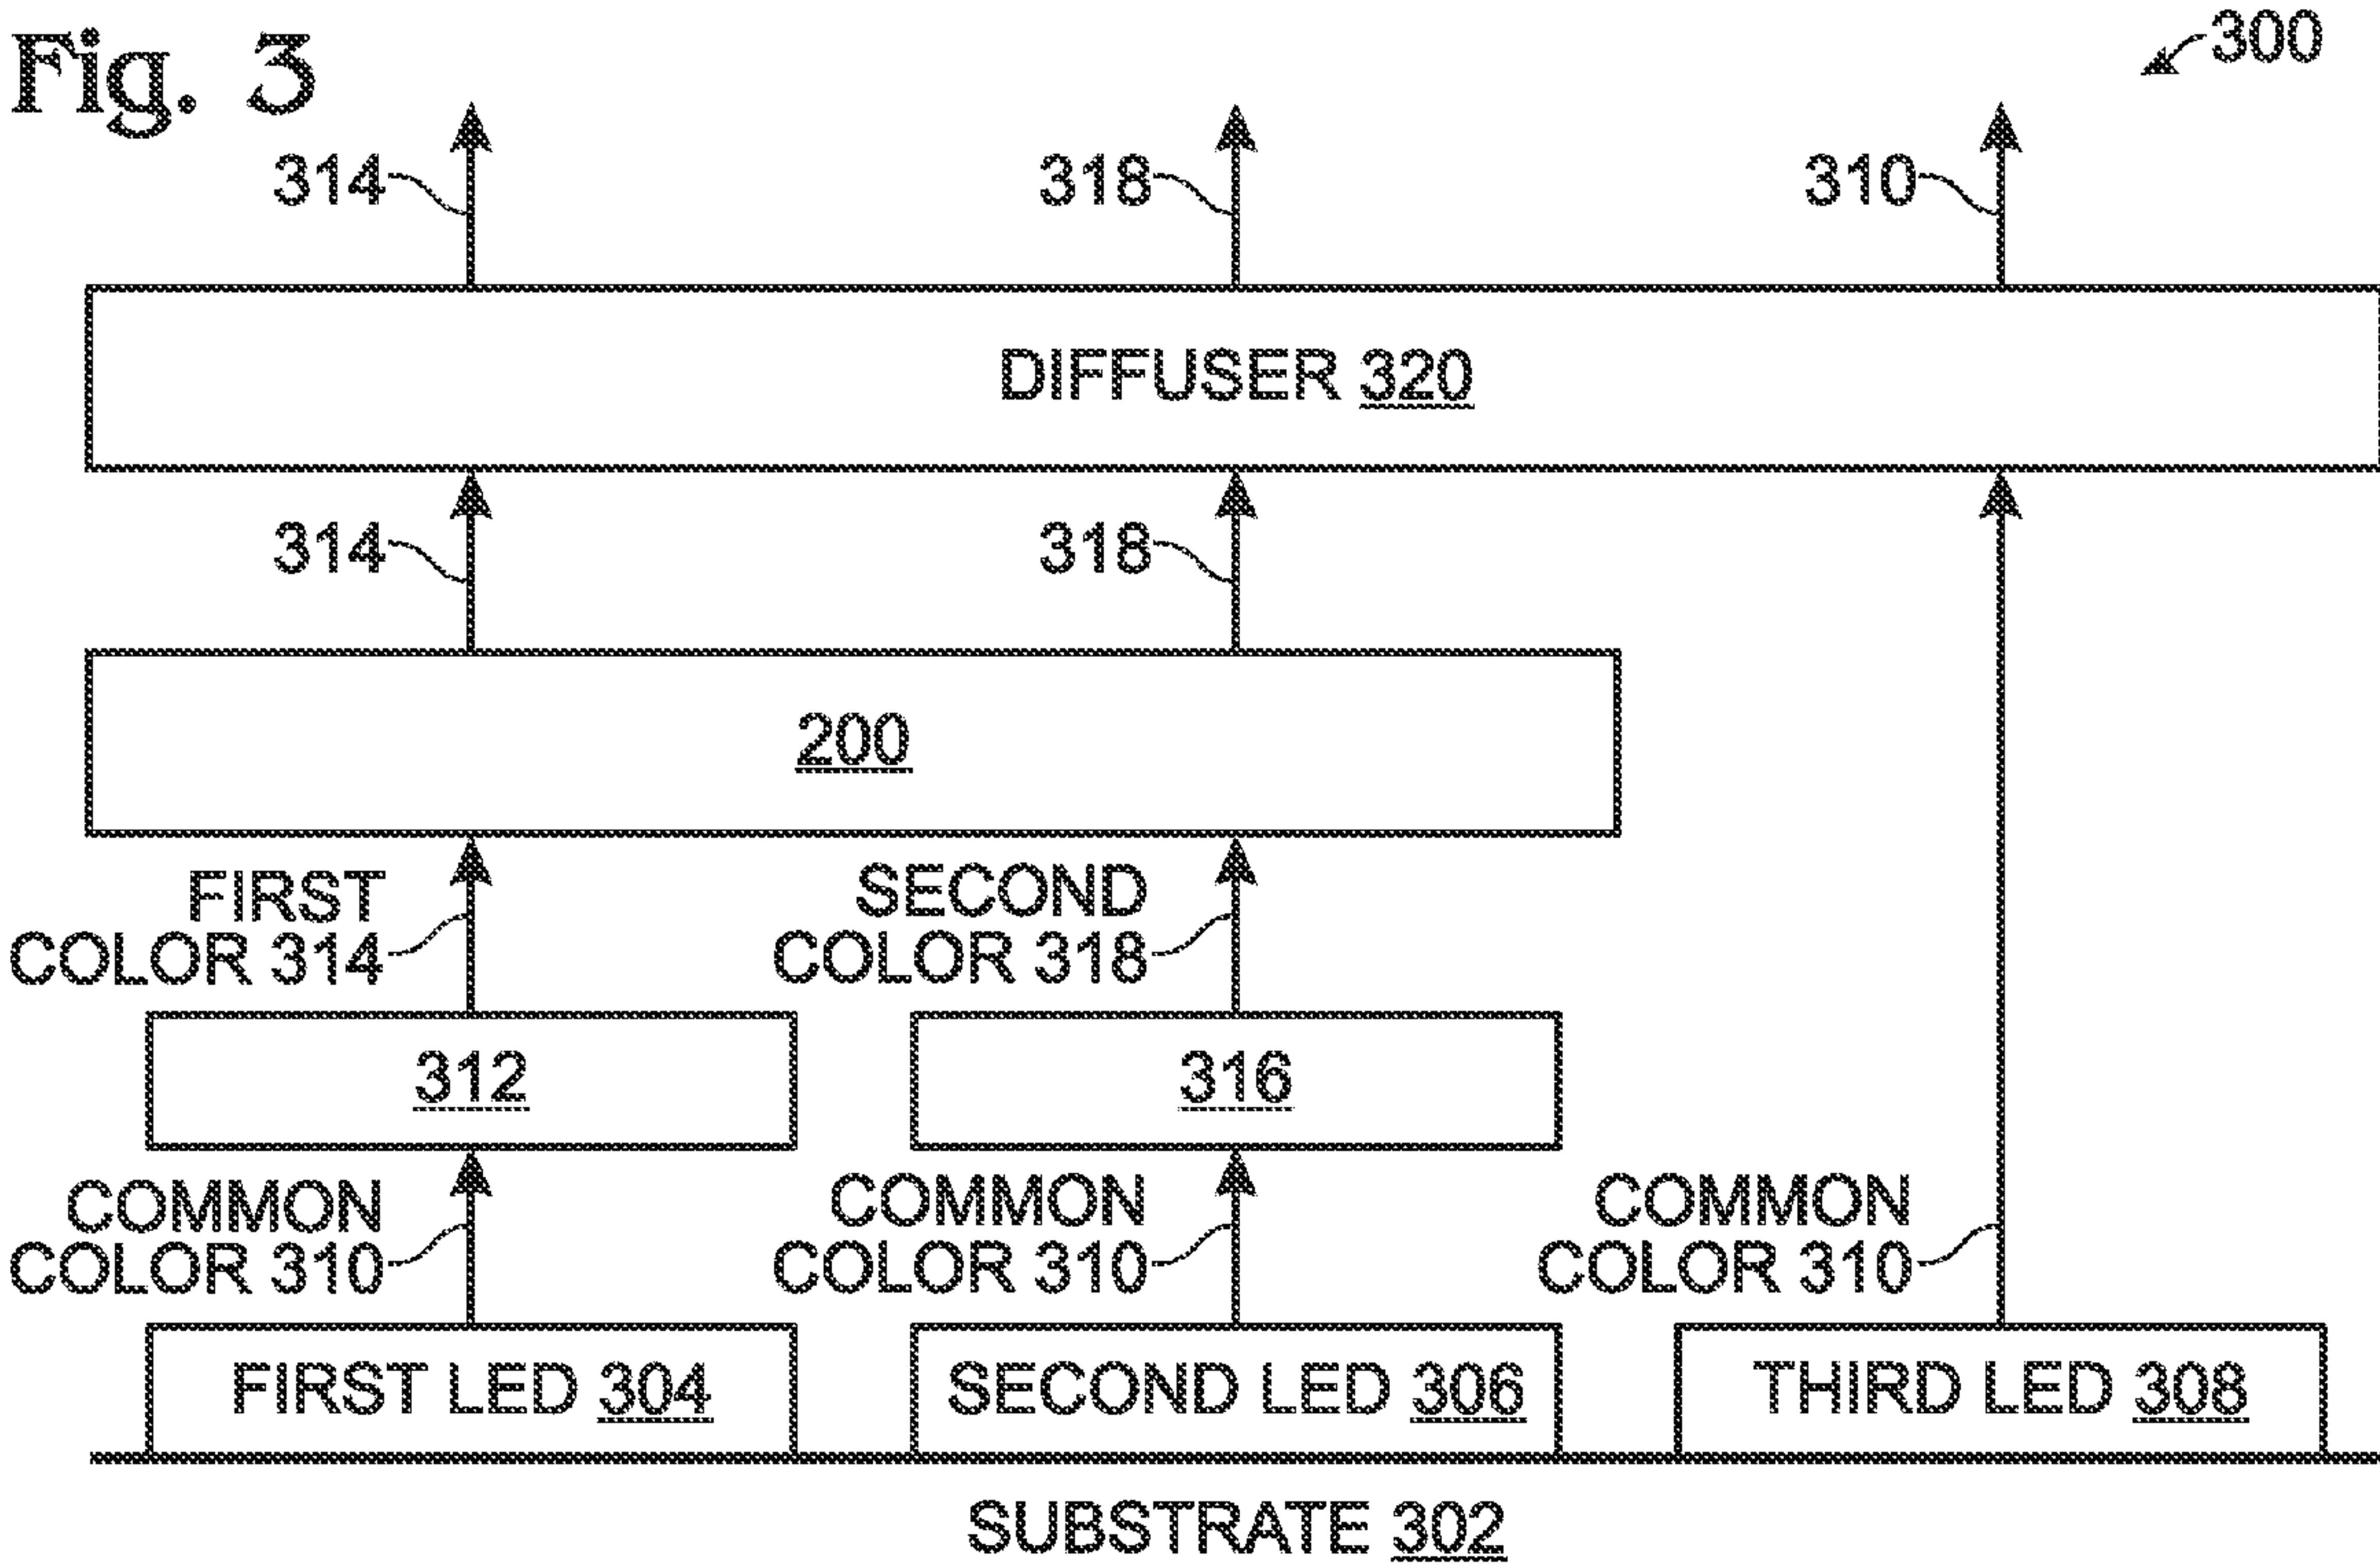 Fig. 3
300
314 318 310
DIFFUSER 320
314 318
200
FIRST
COLOR 314
SECOND
COLOR 318
312 316
COMMON
COLOR 310
COMMON
COLOR 310
COMMON
COLOR 310
FIRST LED 304 SECOND LED 306 THIRD LED 308
SUBSTRATE 302